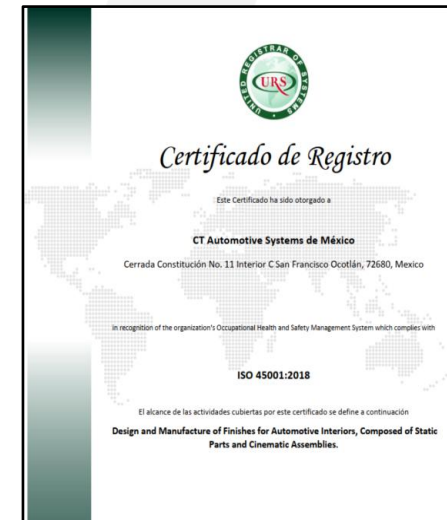 UNITED REGISTRAR OF SYSTEMS
URS
Certificado de Registro
Este Certificado ha sido otorgado a
CT Automotive Systems de México
Cerrada Constitución No. 11 Interior C San Francisco Ocotlán, 72680, Mexico
in recognition of the organization's Occupational Health and Safety Management System which complies with
ISO 45001:2018
El alcance de las actividades cubiertas por este certificado se define a continuación
Design and Manufacture of Finishes for Automotive Interiors, Composed of Static
Parts and Cinematic Assemblies.